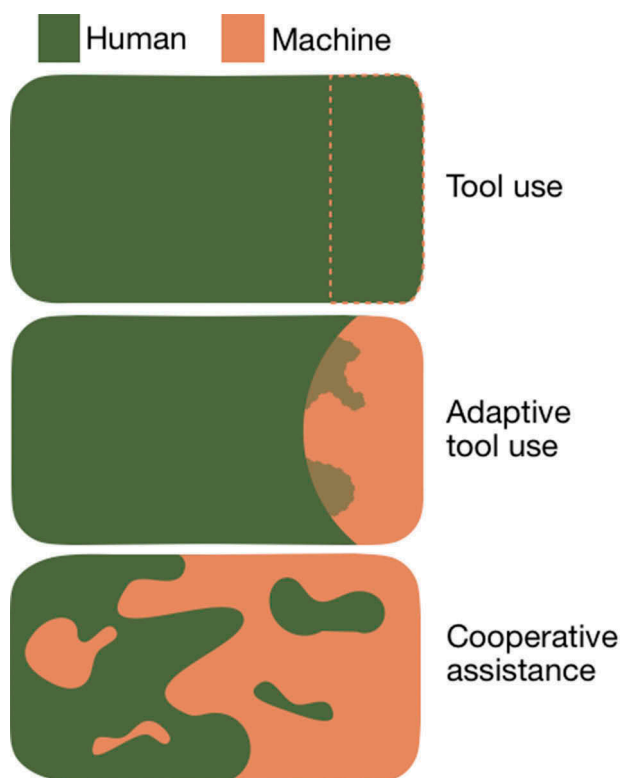 Human Machine
Tool use
Adaptive
tool use
Cooperative
assistance